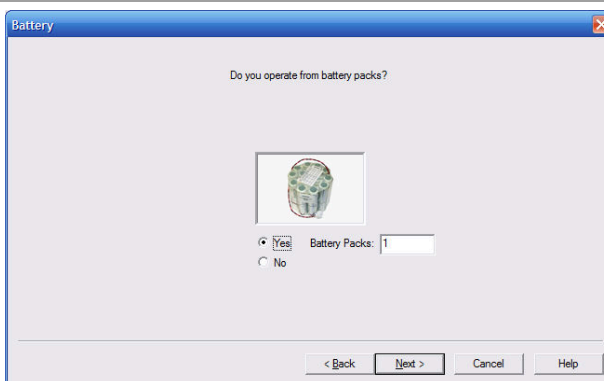 Battery
Do you operate from battery packs?
Yes Battery Packs: 1
No
< Back Next > Cancel Help